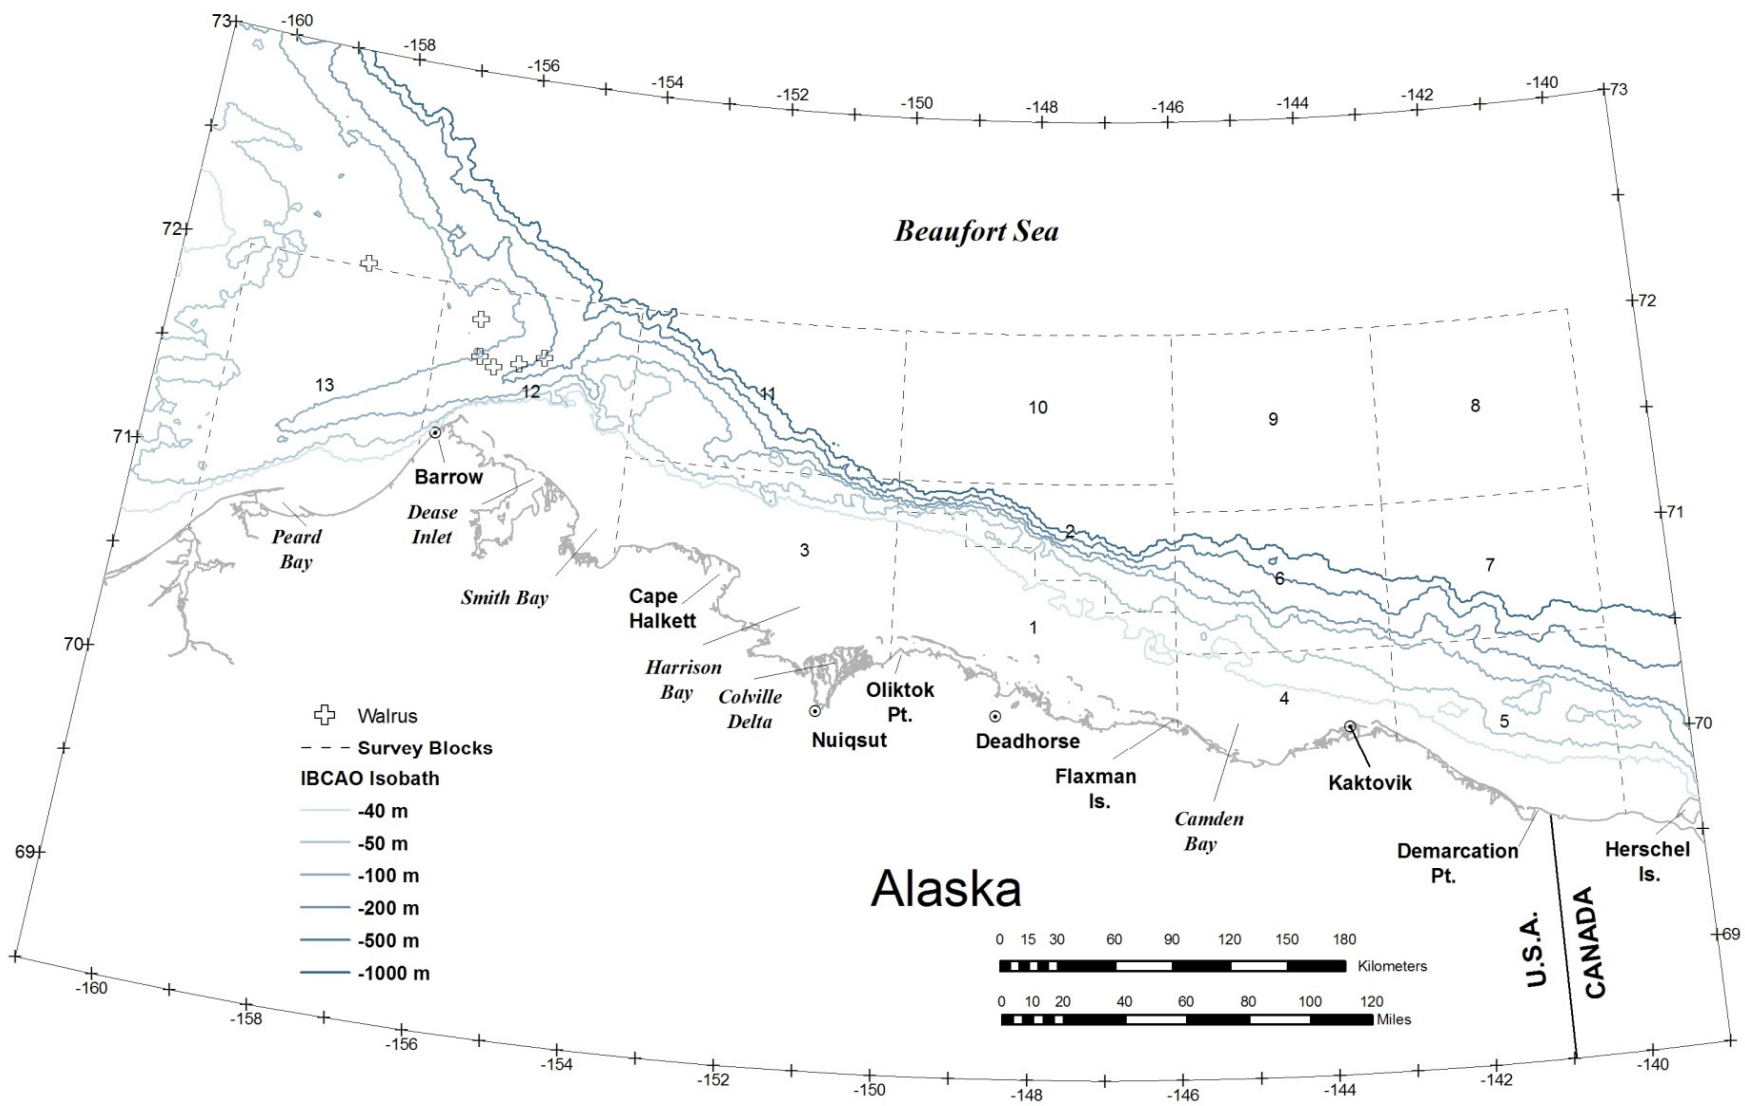 73
-160
-158
-156
-154
-152
-150
-148
-146
-144
-142
-140
73
72
Beaufort Sea
72
13
12
11
10
9
8
71
Barrow
Dease
Inlet
Peard
Bay
Smith Bay
3
2
6
7
71
Cape
Halkett
1
70
Harrison
Bay
Colville
Delta
Oliktok
Pt.
Nuiqsut
Deadhorse
Flaxman
Is.
4
5
70
Kaktovik
Camden
Bay
Demarcation
Pt.
Herschel
Is.
Walrus
Survey Blocks
IBCAO Isobath
-40 m
-50 m
-100 m
-200 m
-500 m
-1000 m
69
Alaska
U.S.A.
CANADA
69
0 15 30 60 90 120 150 180
Kilometers
0 10 20 40 60 80 100 120
Miles
-160
-158
-156
-154
-152
-150
-148
-146
-144
-142
-140